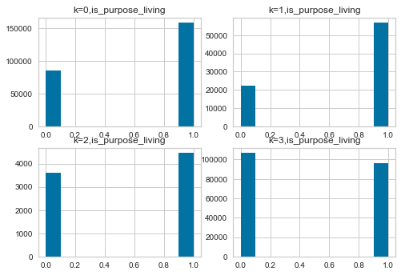 k=0,is_purpose_living
150000
100000
50000
0
0.0 0.2 0.4 0.6 0.8 1.0
k=1,is_purpose_living
50000
40000
30000
20000
10000
0
0.0 0.2 0.4 0.6 0.8 1.0
k=2,is_purpose_living
4000
3000
2000
1000
0
0.0 0.2 0.4 0.6 0.8 1.0
k=3,is_purpose_living
100000
80000
60000
40000
20000
0
0.0 0.2 0.4 0.6 0.8 1.0